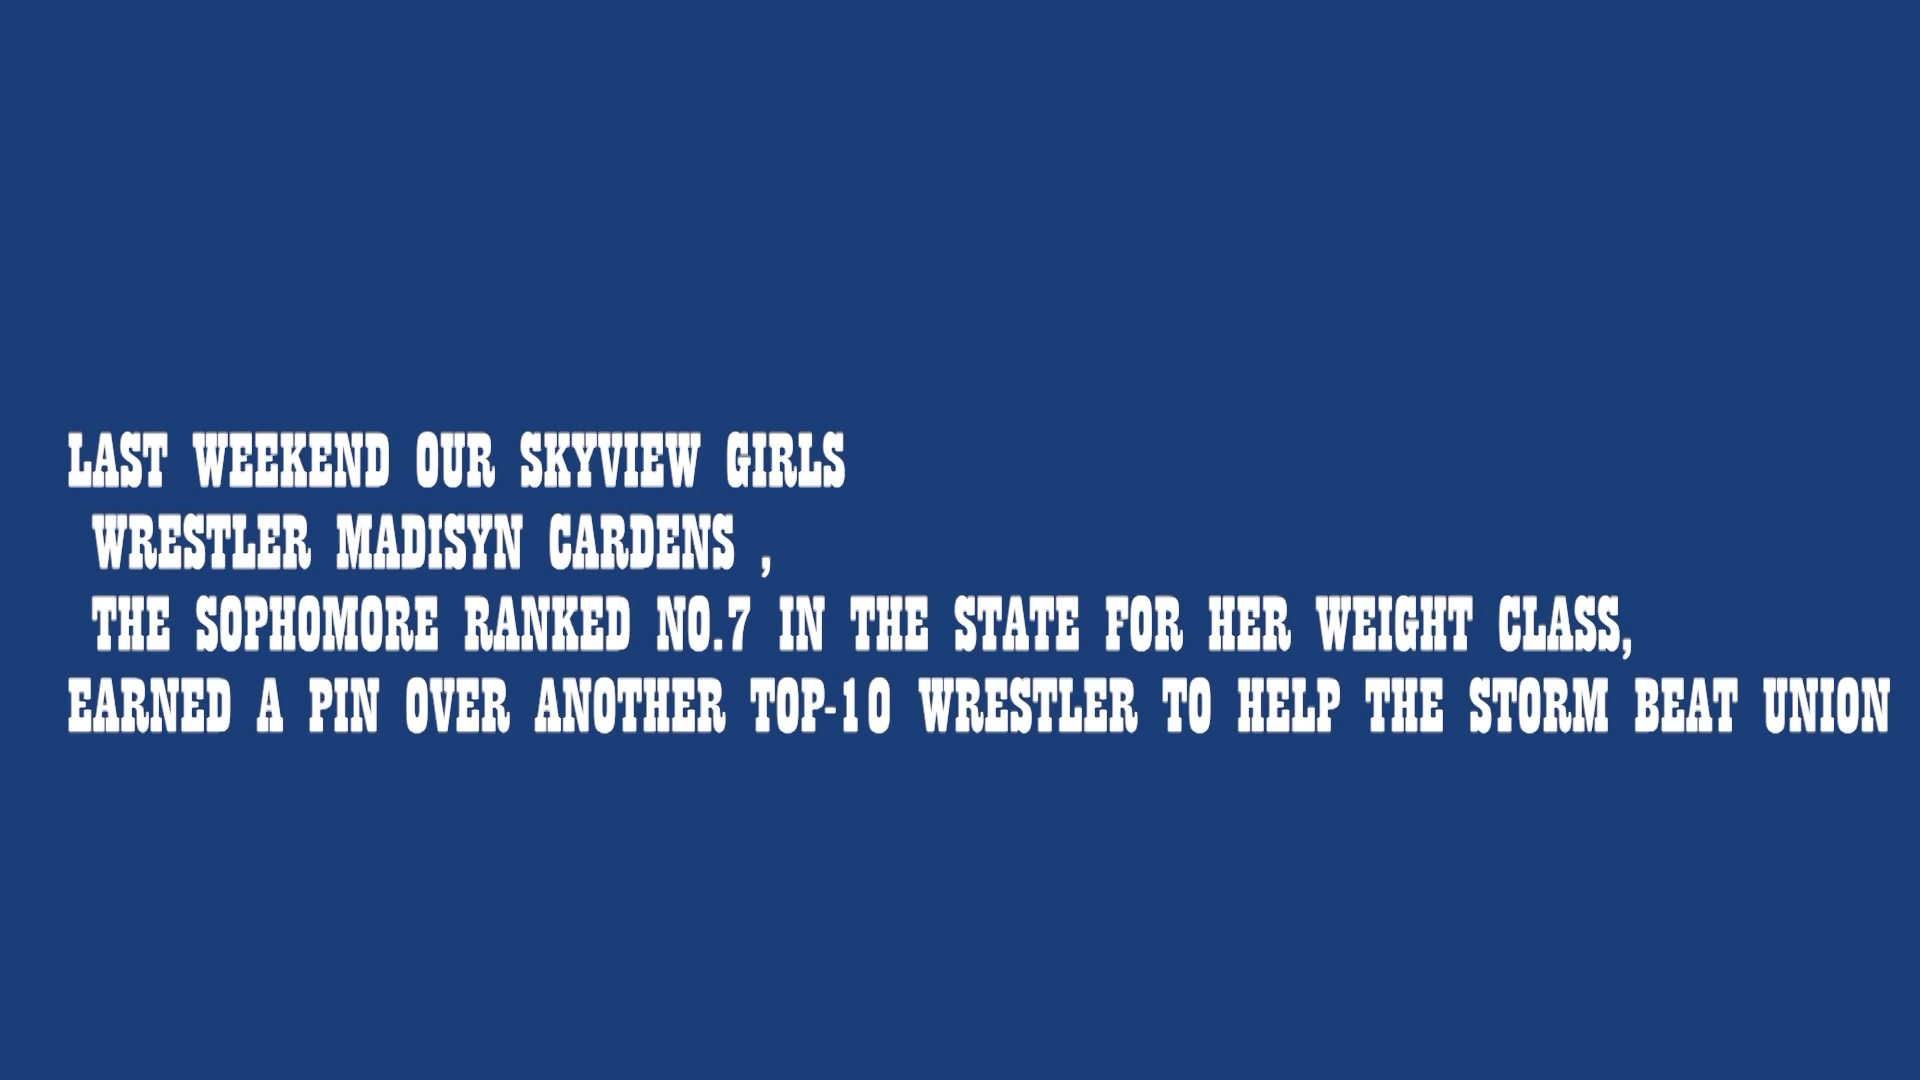 LAST WEEKEND OUR SKYVIEW GIRLS
WRESTLER MADISYN CARDENS ,
THE SOPHOMORE RANKED NO.7 IN THE STATE FOR HER WEIGHT CLASS,
EARNED A PIN OVER ANOTHER TOP-10 WRESTLER TO HELP THE STORM BEAT UNION